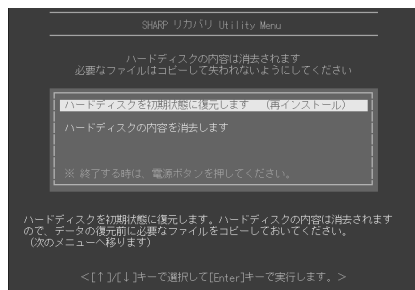 SHARP リカバリ Utility Menu
ハードディスクの内容は消去されます
必要なファイルはコピーして失われないようにしてください
ハードディスクを初期状態に復元します （再インストール）
ハードディスクの内容を消去します
※ 終了する時は、電源ボタンを押してください。
ハードディスクを初期状態に復元します。ハードディスクの内容は消去されます
ので、データの復元前に必要なファイルをコピーしておいてください。
（次のメニューへ移ります）
<[↑]/[↓]キーで選択して[Enter]キーで実行します。>